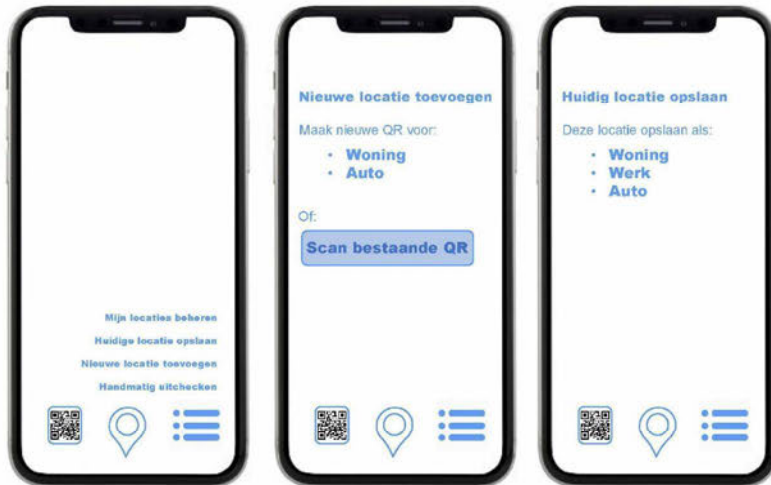 Mijn locaties beheren
Huidige locatie opslaan
Nieuwe locatie toevoegen
Handmatig uitchecken
Nieuwe locatie toevoegen
Maak nieuwe QR voor:
• Woning
• Auto
Of:
Scan bestaande QR
Huidig locatie opslaan
Deze locatie opslaan als:
• Woning
• Werk
• Auto